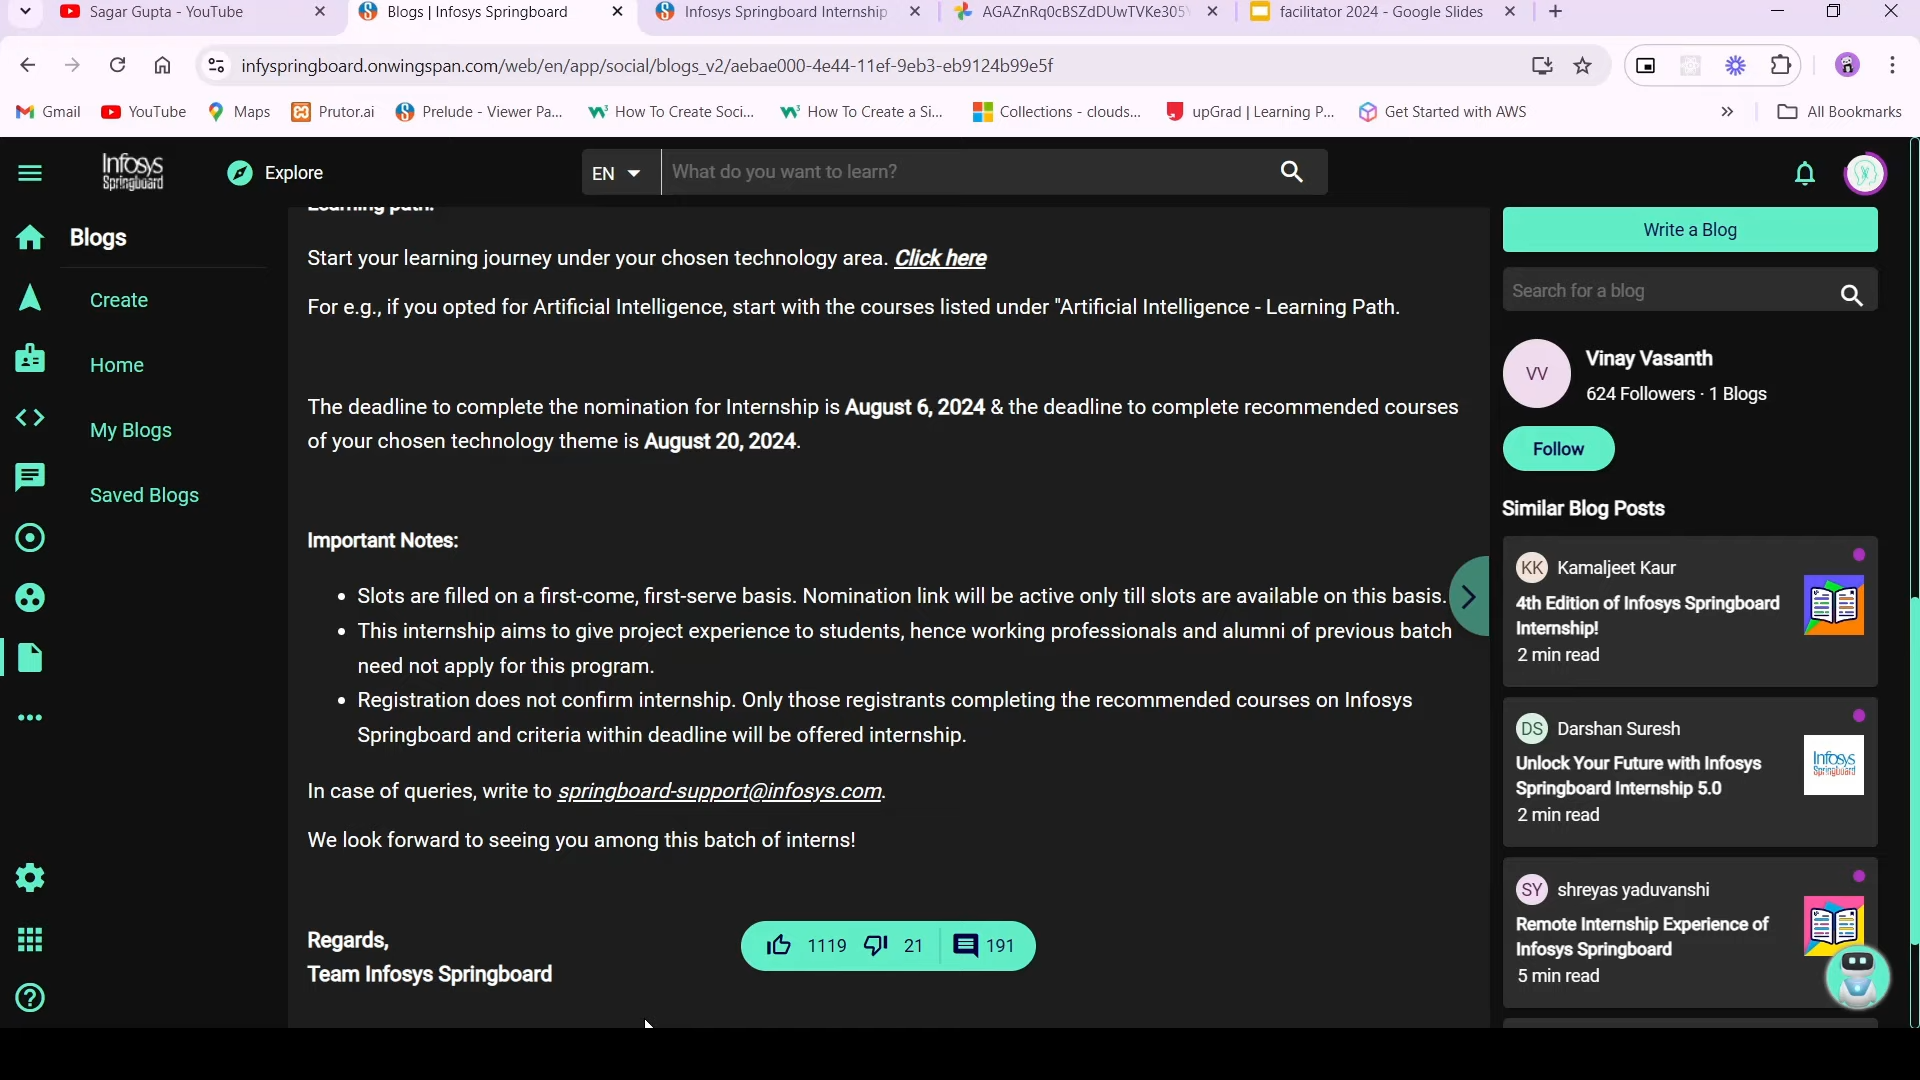 Sagar Gupta - YouTube
Blogs | Infosys Springboard
Infosys Springboard Internship
AGAZnRq0cBSZdDUwTVKe305
facilitator 2024 - Google Slides
infyspringboard.onwingspan.com/web/en/app/social/blogs_v2/aebae000-4e44-11ef-9eb3-eb9124b99e5f
Gmail
YouTube
Maps
Prutor.ai
Prelude - Viewer Pa...
How To Create Soci...
How To Create a Si...
Collections - clouds...
upGrad | Learning P...
Get Started with AWS
All Bookmarks
Infosys
Springboard
Explore
EN
What do you want to learn?
Blogs
Create
Home
My Blogs
Saved Blogs
Learning path:
Start your learning journey under your chosen technology area. Click here
For e.g., if you opted for Artificial Intelligence, start with the courses listed under "Artificial Intelligence - Learning Path.
The deadline to complete the nomination for Internship is August 6, 2024 & the deadline to complete recommended courses
of your chosen technology theme is August 20, 2024.
Important Notes:
• Slots are filled on a first-come, first-serve basis. Nomination link will be active only till slots are available on this basis.
• This internship aims to give project experience to students, hence working professionals and alumni of previous batch
need not apply for this program.
• Registration does not confirm internship. Only those registrants completing the recommended courses on Infosys
Springboard and criteria within deadline will be offered internship.
In case of queries, write to springboard-support@infosys.com.
We look forward to seeing you among this batch of interns!
Regards,
Team Infosys Springboard
1119 21 191
Write a Blog
Search for a blog
VV
Vinay Vasanth
624 Followers · 1 Blogs
Follow
Similar Blog Posts
KK Kamaljeet Kaur
4th Edition of Infosys Springboard
Internship!
2 min read
DS Darshan Suresh
Unlock Your Future with Infosys
Springboard Internship 5.0
2 min read
Infosys
Springboard
SY shreyas yaduvanshi
Remote Internship Experience of
Infosys Springboard
5 min read